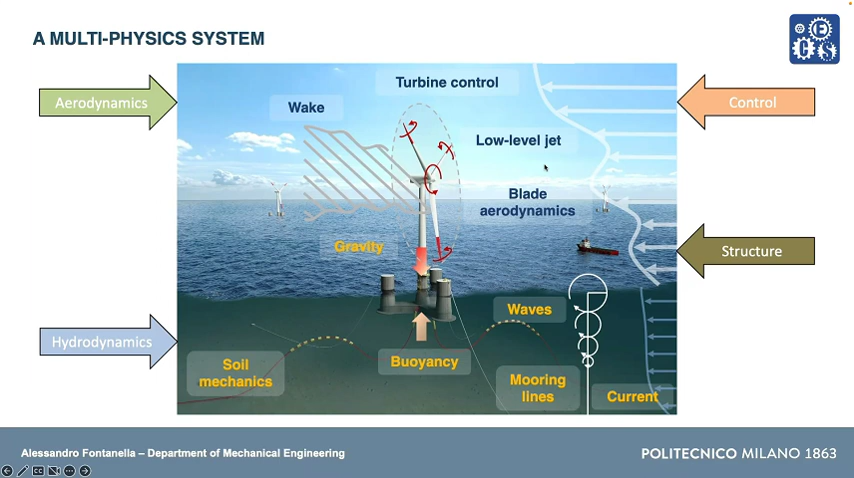 A MULTI-PHYSICS SYSTEM
E
C S
Aerodynamics
Turbine control
Control
Wake
Low-level jet
Blade
aerodynamics
Gravity
Structure
Waves
Hydrodynamics
Soil
mechanics
Buoyancy
Mooring
lines
Current
Alessandro Fontanella – Department of Mechanical Engineering
POLITECNICO MILANO 1863
CC